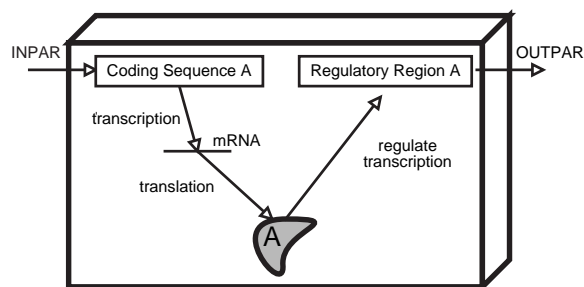 INPAR
Coding Sequence A
Regulatory Region A
OUTPAR
transcription
mRNA
translation
regulate
transcription
A